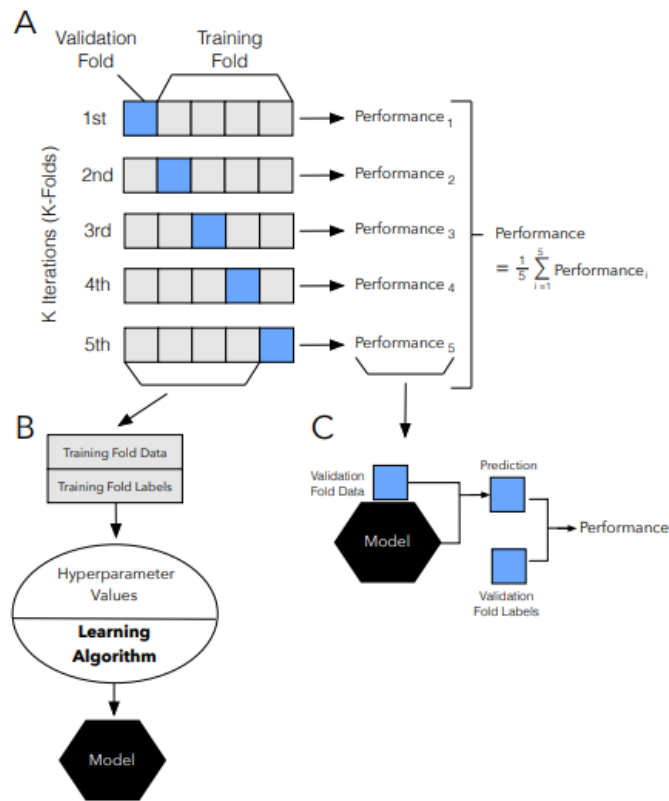 A
Validation Fold
Training Fold
K Iterations (K-Folds)
1st
Performance 1
2nd
Performance 2
3rd
Performance 3
4th
Performance 4
5th
Performance 5
Performance
= 1/5 5∑i=1 Performance i
B
Training Fold Data
Training Fold Labels
Hyperparameter
Values
Learning
Algorithm
Model
C
Validation
Fold Data
Model
Prediction
Validation
Fold Labels
Performance